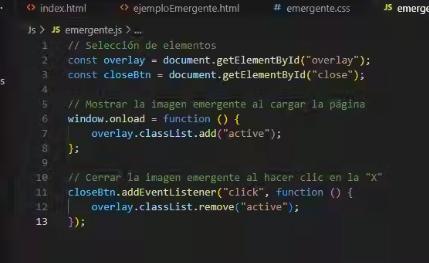 index.html ejemploEmergente.html emergente.css JS emerge
Js > JS emergente.js > ...
1 // Selección de elementos
2 const overlay = document.getElementById("overlay");
3 const closeBtn = document.getElementById("close");
4
5 // Mostrar la imagen emergente al cargar la página
6 window.onload = function () {
7 overlay.classList.add("active");
8 };
9
10 // Cerrar la imagen emergente al hacer clic en la "X"
11 closeBtn.addEventListener("click", function () {
12 overlay.classList.remove("active");
13 });
s